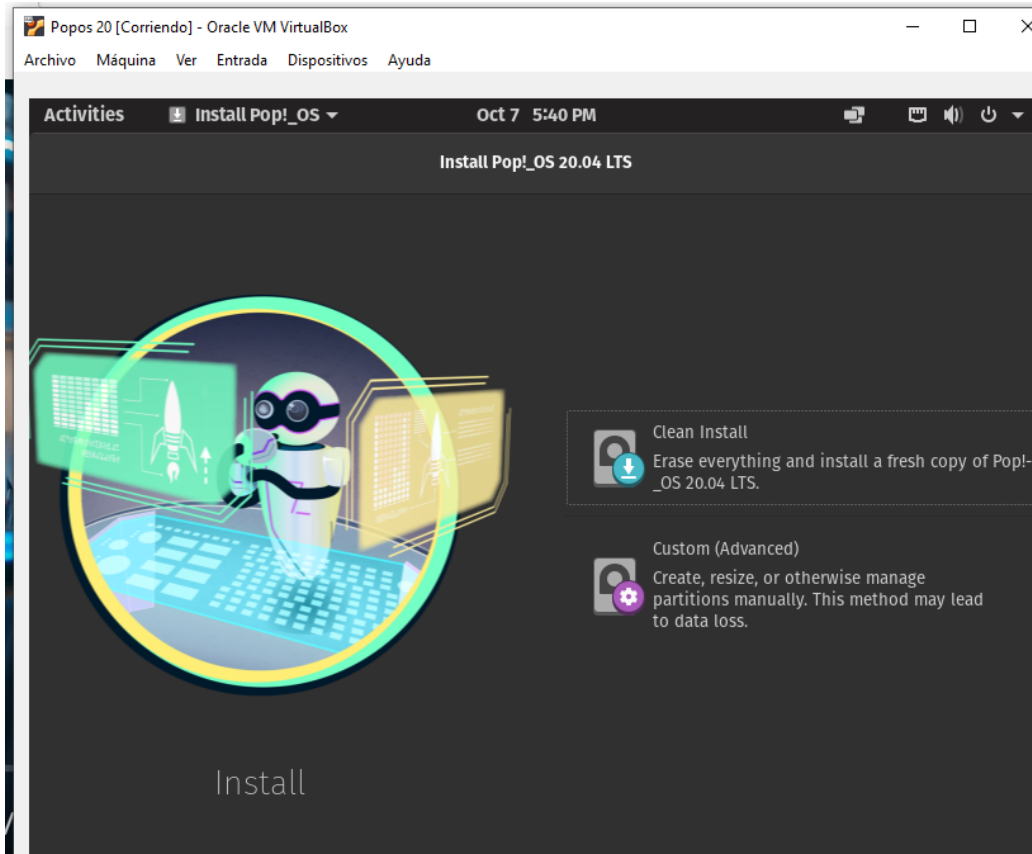 Popos 20 [Corriendo] - Oracle VM VirtualBox
Archivo Máquina Ver Entrada Dispositivos Ayuda
Activities Install Pop!_OS Oct 7 5:40 PM
Install Pop!_OS 20.04 LTS
Clean Install
Erase everything and install a fresh copy of Pop!-
_OS 20.04 LTS.
Custom (Advanced)
Create, resize, or otherwise manage
partitions manually. This method may lead
to data loss.
Install